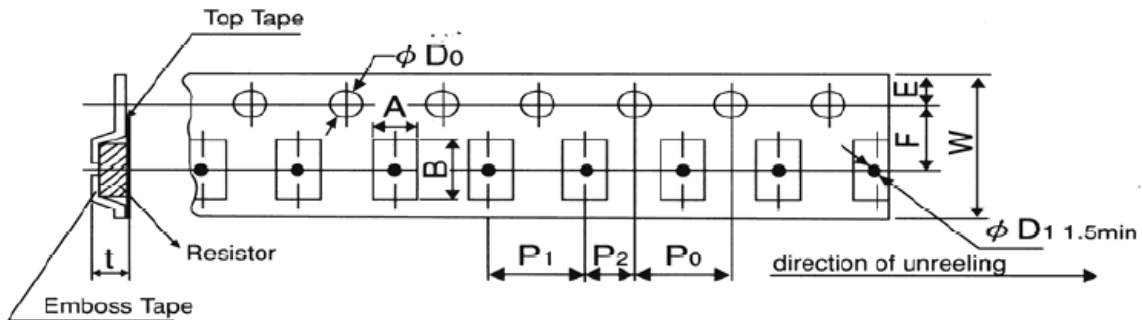 Top Tape
ϕ D0
A
B
E
F
W
t
Resistor
Emboss Tape
P1
P2
P0
ϕ D1 1.5min
direction of unreeling